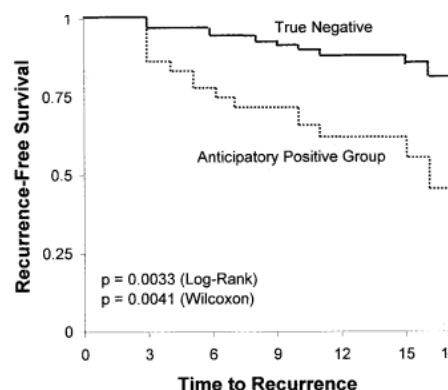 Recurrence-Free Survival
1
0.75
0.5
0.25
0
True Negative
Anticipatory Positive Group
p = 0.0033 (Log-Rank)
p = 0.0041 (Wilcoxon)
0 3 6 9 12 15
Time to Recurrence